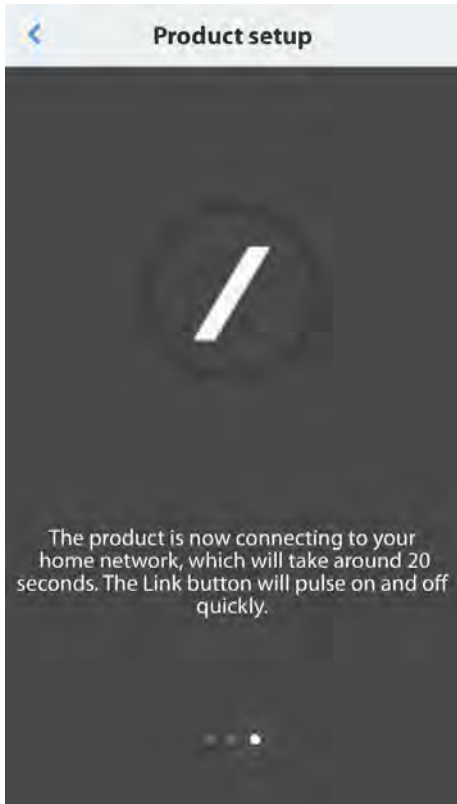 Product setup
The product is now connecting to your
home network, which will take around 20
seconds. The Link button will pulse on and off
quickly.